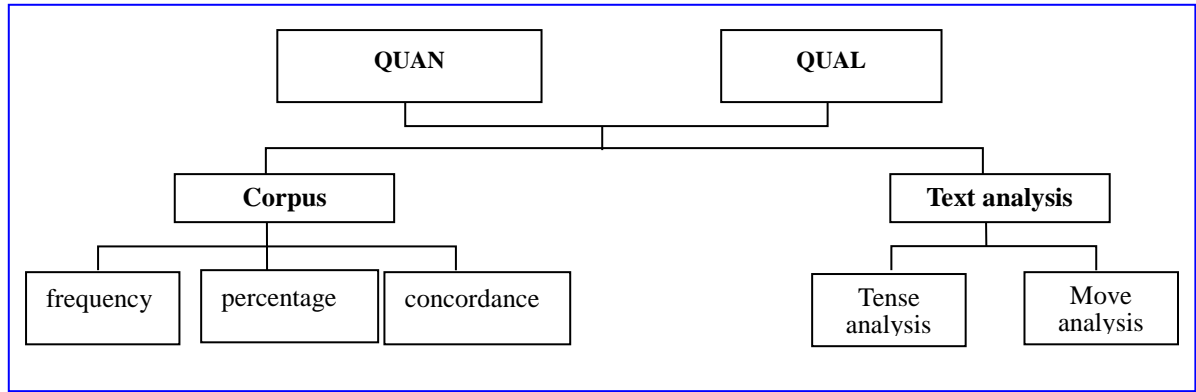 QUAN
QUAL
Corpus
Text analysis
frequency
percentage
concordance
Tense
analysis
Move
analysis